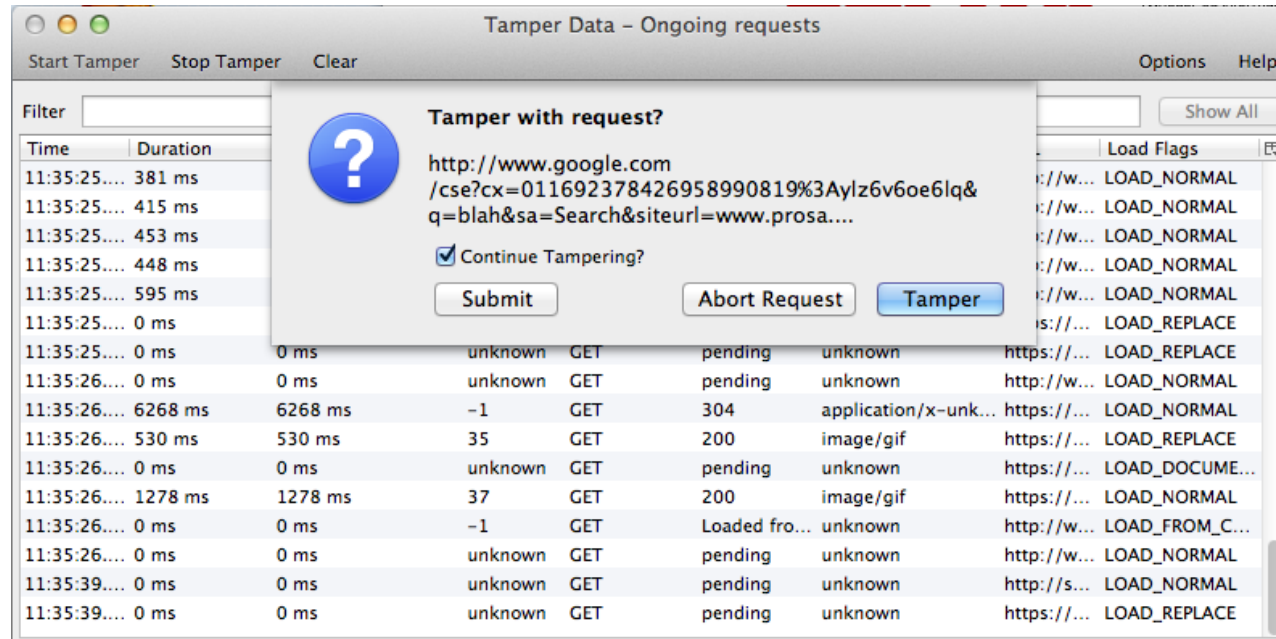 Tamper Data – Ongoing requests
Start Tamper Stop Tamper Clear Options Help
Filter Show All
Tamper with request?
http://www.google.com
/cse?cx=011692378426958990819%3Aylz6v6oe6lq&
q=blah&sa=Search&siteurl=www.prosa....
Continue Tampering?
Submit Abort Request Tamper
Time Duration Load Flags
11:35:25.... 381 ms ://w... LOAD_NORMAL
11:35:25.... 415 ms ://w... LOAD_NORMAL
11:35:25.... 453 ms ://w... LOAD_NORMAL
11:35:25.... 448 ms ://w... LOAD_NORMAL
11:35:25.... 595 ms ://w... LOAD_NORMAL
11:35:25.... 0 ms s://... LOAD_REPLACE
11:35:25.... 0 ms 0 ms unknown GET pending unknown https://... LOAD_REPLACE
11:35:26.... 0 ms 0 ms unknown GET pending unknown http://w... LOAD_NORMAL
11:35:26.... 6268 ms 6268 ms -1 GET 304 application/x-unk... https://... LOAD_NORMAL
11:35:26.... 530 ms 530 ms 35 GET 200 image/gif https://... LOAD_REPLACE
11:35:26.... 0 ms 0 ms unknown GET pending unknown https://... LOAD_DOCUME...
11:35:26.... 1278 ms 1278 ms 37 GET 200 image/gif https://... LOAD_NORMAL
11:35:26.... 0 ms 0 ms -1 GET Loaded fro... unknown http://w... LOAD_FROM_C...
11:35:26.... 0 ms 0 ms unknown GET pending unknown http://w... LOAD_NORMAL
11:35:39.... 0 ms 0 ms unknown GET pending unknown http://s... LOAD_NORMAL
11:35:39.... 0 ms 0 ms unknown GET pending unknown https://... LOAD_REPLACE